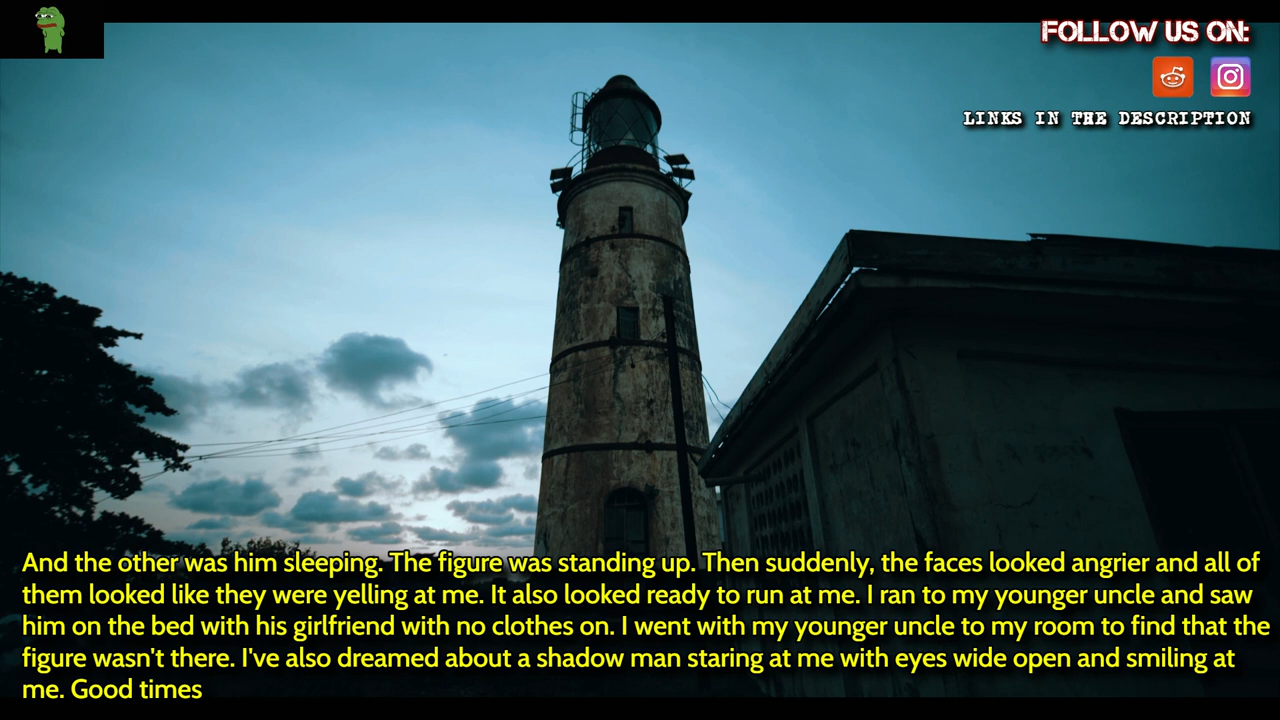 FOLLOW US ON:
LINKS IN THE DESCRIPTION
And the other was him sleeping. The figure was standing up. Then suddenly, the faces looked angrier and all of
them looked like they were yelling at me. It also looked ready to run at me. I ran to my younger uncle and saw
him on the bed with his girlfriend with no clothes on. I went with my younger uncle to my room to find that the
figure wasn't there. I've also dreamed about a shadow man staring at me with eyes wide open and smiling at
me. Good times